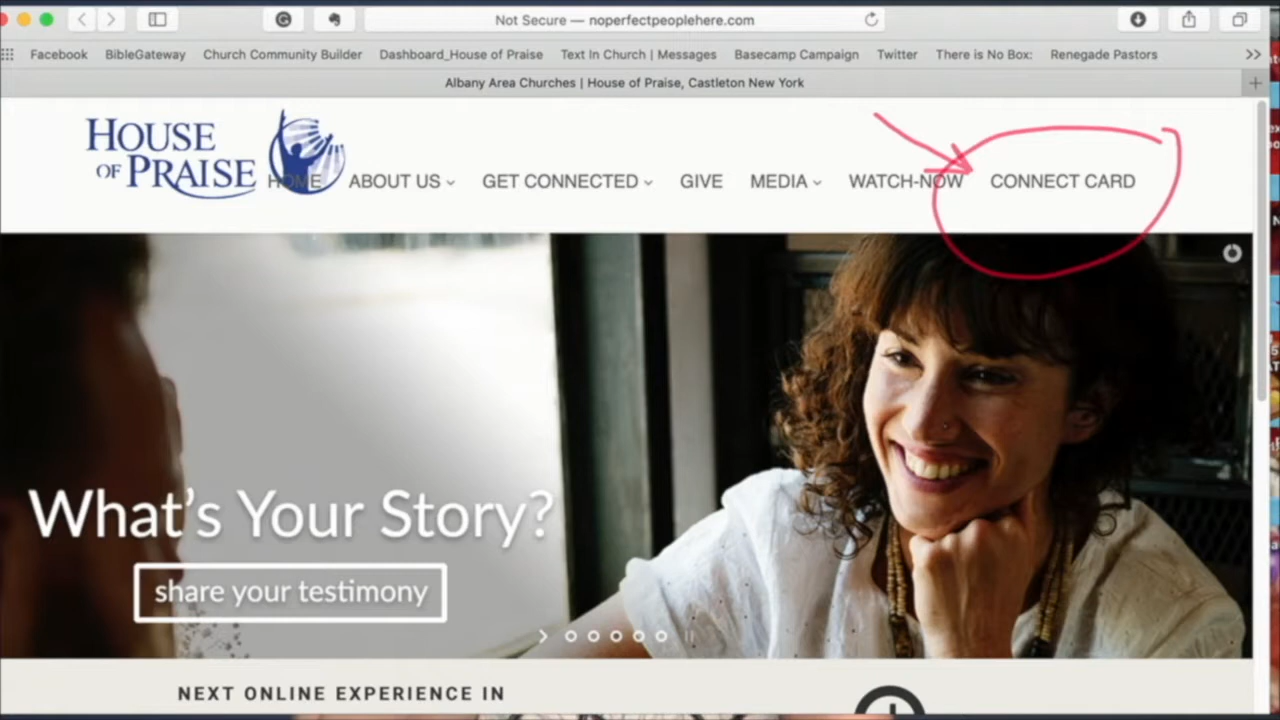 Not Secure — noperfectpeoplehere.com
Facebook BibleGateway Church Community Builder Dashboard_House of Praise Text In Church | Messages Basecamp Campaign Twitter There is No Box: Renegade Pastors
Albany Area Churches | House of Praise, Castleton New York
HOUSE
OF PRAISE
HOME ABOUT US GET CONNECTED GIVE MEDIA WATCH-NOW CONNECT CARD
What's Your Story?
share your testimony
NEXT ONLINE EXPERIENCE IN